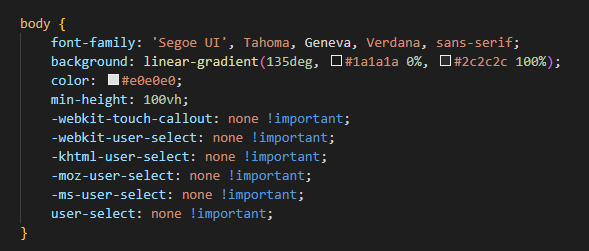 body {
    font-family: 'Segoe UI', Tahoma, Geneva, Verdana, sans-serif;
    background: linear-gradient(135deg, #1a1a1a 0%, #2c2c2c 100%);
    color: #e0e0e0;
    min-height: 100vh;
    -webkit-touch-callout: none !important;
    -webkit-user-select: none !important;
    -khtml-user-select: none !important;
    -moz-user-select: none !important;
    -ms-user-select: none !important;
    user-select: none !important;
}